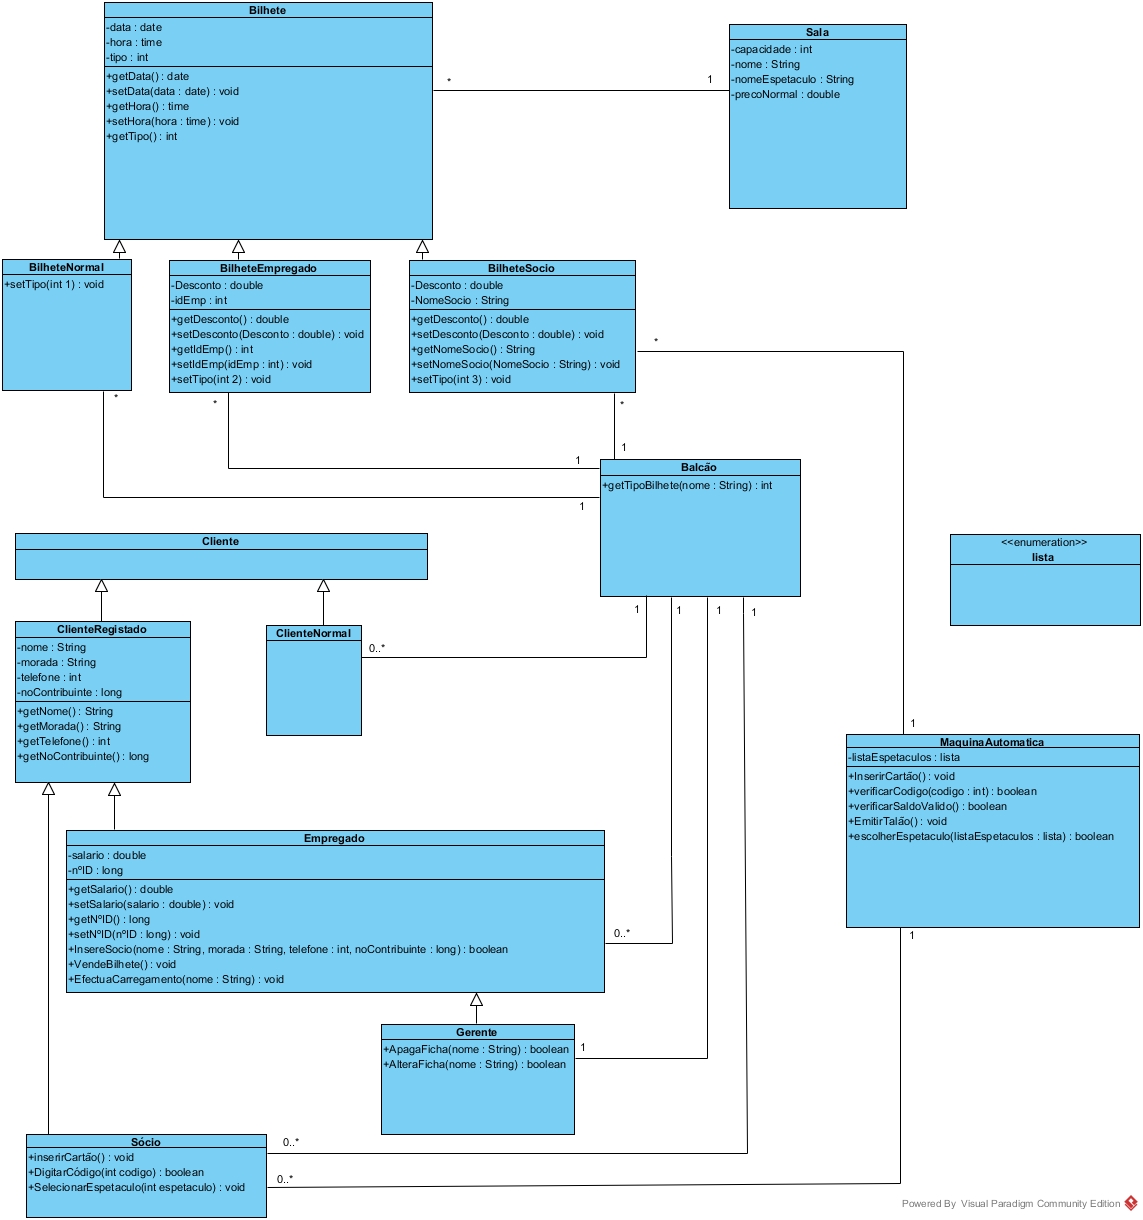 Bilhete
-data : date
-hora : time
-tipo : int
+getData() : date
+setData(data : date) : void
+getHora() : time
+setHora(hora : time) : void
+getTipo() : int
Sala
-capacidade : int
-nome : String
-nomeEspetaculo : String
-precoNormal : double
*
1
BilheteNormal
+setTipo(int 1) : void
BilheteEmpregado
-Desconto : double
-idEmp : int
+getDesconto() : double
+setDesconto(Desconto : double) : void
+getIdEmp() : int
+setIdEmp(idEmp : int) : void
+setTipo(int 2) : void
BilheteSocio
-Desconto : double
-NomeSocio : String
+getDesconto() : double
+setDesconto(Desconto : double) : void
+getNomeSocio() : String
+setNomeSocio(NomeSocio : String) : void
+setTipo(int 3) : void
*
*
*
*
1
1
1
Balcão
+getTipoBilhete(nome : String) : int
Cliente
<<enumeration>>
lista
1
1
1
1
ClienteRegistado
-nome : String
-morada : String
-telefone : int
-noContribuinte : long
+getNome() : String
+getMorada() : String
+getTelefone() : int
+getNoContribuinte() : long
ClienteNormal
0..*
1
MaquinaAutomatica
-listaEspetaculos : lista
+InserirCartão() : void
+verificarCodigo(codigo : int) : boolean
+verificarSaldoValido() : boolean
+EmitirTalão() : void
+escolherEspetaculo(listaEspetaculos : lista) : boolean
1
Empregado
-salario : double
-nºID : long
+getSalario() : double
+setSalario(salario : double) : void
+getNºID() : long
+setNºID(nºID : long) : void
+InsereSocio(nome : String, morada : String, telefone : int, noContribuinte : long) : boolean
+VendeBilhete() : void
+EfectuaCarregamento(nome : String) : void
0..*
Gerente
+ApagaFicha(nome : String) : boolean
+AlteraFicha(nome : String) : boolean
1
Sócio
+inserirCartão() : void
+DigitarCódigo(int codigo) : boolean
+SelecionarEspetaculo(int espetaculo) : void
0..*
0..*
Powered By Visual Paradigm Community Edition